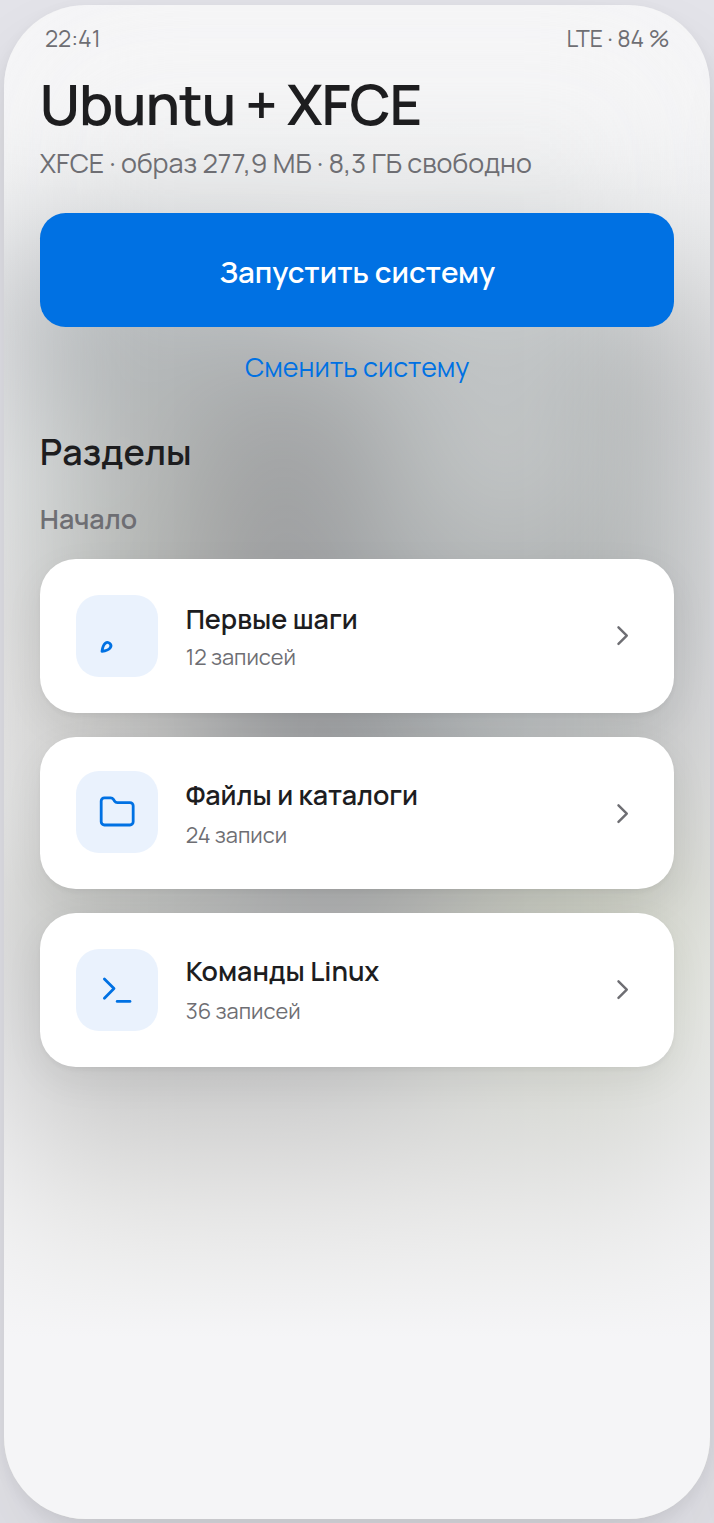 22:41
LTE · 84 %
Ubuntu + XFCE
XFCE · образ 277,9 МБ · 8,3 ГБ свободно
Запустить систему
Сменить систему
Разделы
Начало
Первые шаги
12 записей
Файлы и каталоги
24 записи
Команды Linux
36 записей